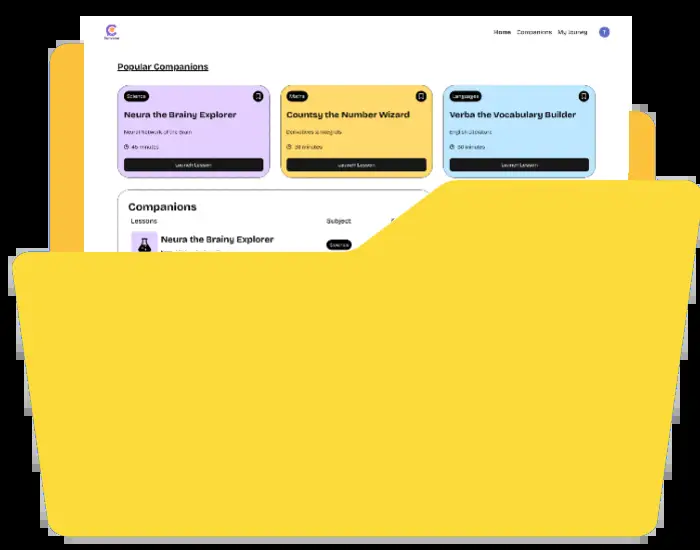 Home Companions My Journey
T
Popular Companions
Science
Maths
Languages
Neura the Brainy Explorer
Countsy the Number Wizard
Verba the Vocabulary Builder
Neural Network of the Brain
Derivatives & Integrals
English Literature
45 minutes
30 minutes
30 minutes
Launch Lesson
Launch Lesson
Launch Lesson
Companions
Lessons
Subject
Neura the Brainy Explorer
Science